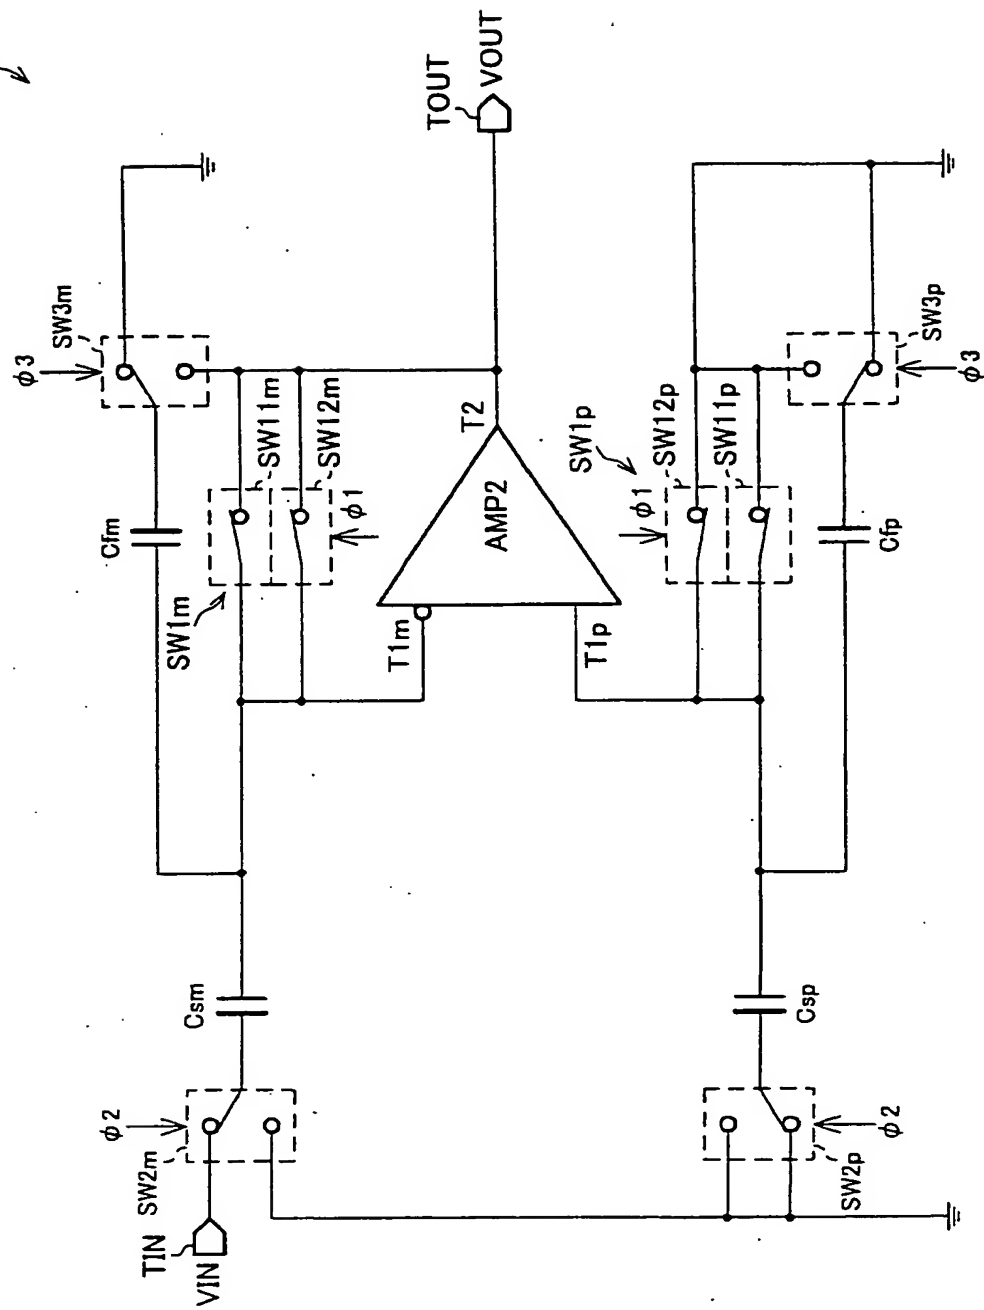 TOUT
VOUT
SW3m
φ3
SW11m
SW12m
Cfm
φ1
SW1m
T2
AMP2
T1m
T1p
SW1p
SW12p
SW11p
φ1
SW3p
φ3
Cfp
Csm
Csp
φ2
SW2m
TIN
VIN
φ2
SW2p